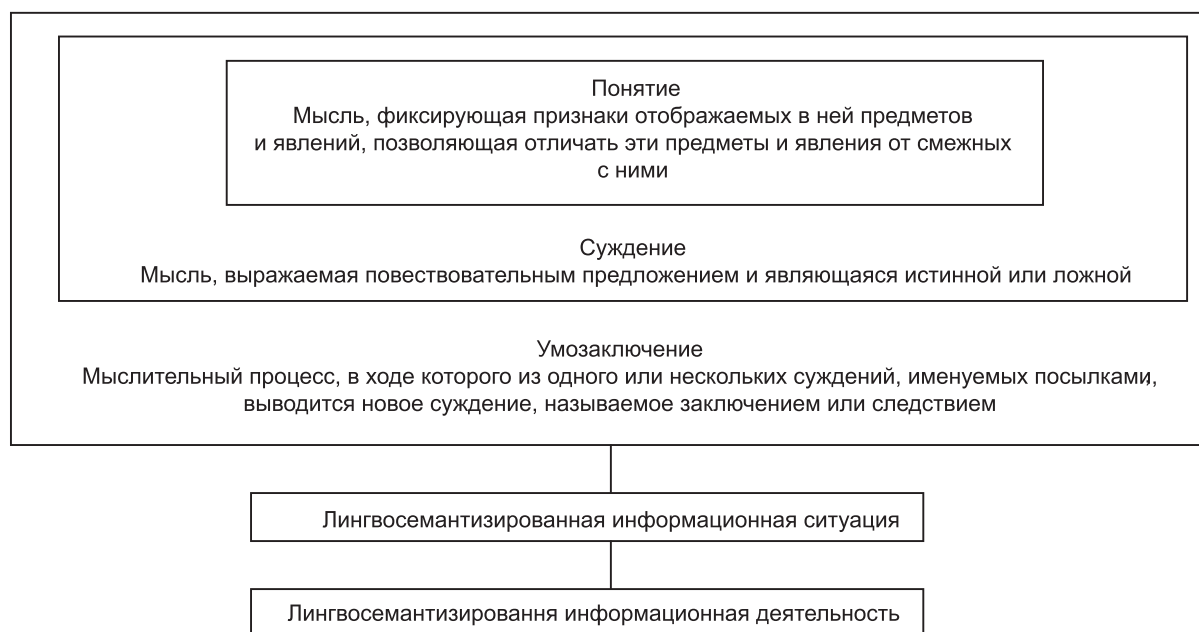 Понятие
Мысль, фиксирующая признаки отображаемых в ней предметов
и явлений, позволяющая отличать эти предметы и явления от смежных
с ними
Суждение
Мысль, выражаемая повествовательным предложением и являющаяся истинной или ложной
Умозаключение
Мыслительный процесс, в ходе которого из одного или нескольких суждений, именуемых посылками,
выводится новое суждение, называемое заключением или следствием
Лингвосемантизированная информационная ситуация
Лингвосемантизировання информационная деятельность